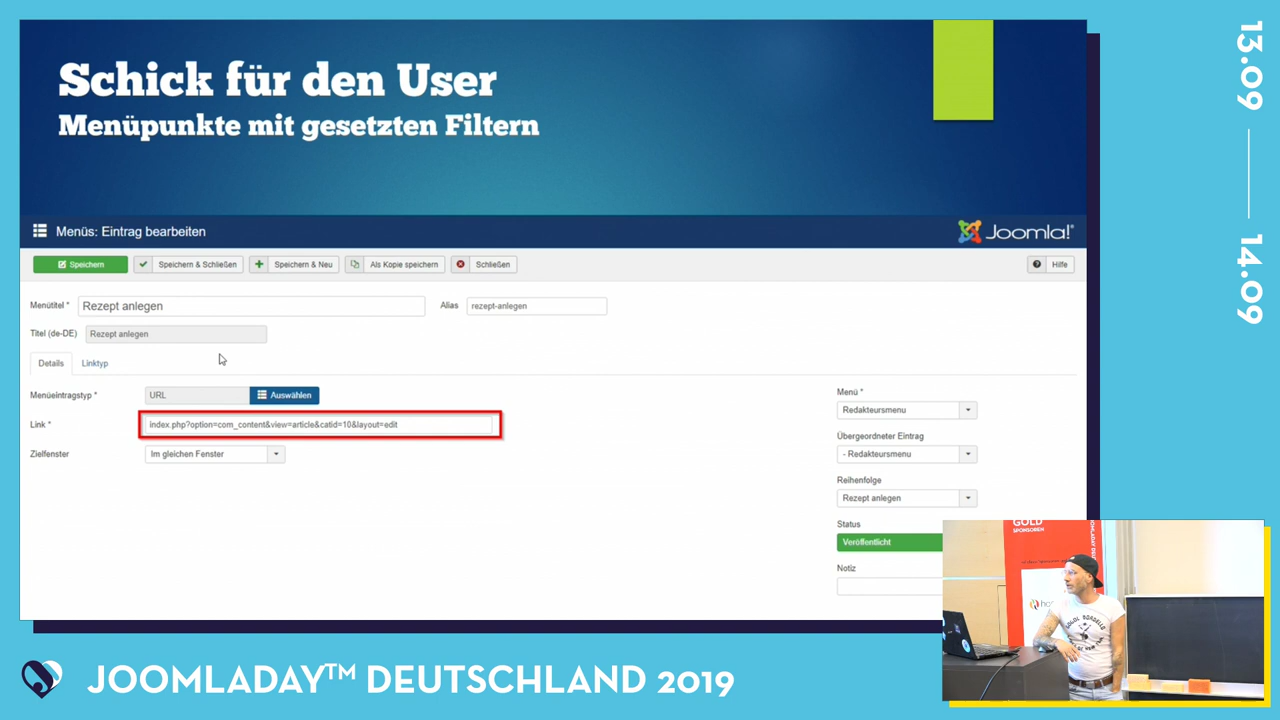 Schick für den User
Menüpunkte mit gesetzten Filtern
Menüs: Eintrag bearbeiten
Joomla!®
Speichern
Speichern & Schließen
Speichern & Neu
Als Kopie speichern
Schließen
Hilfe
Menütitel *
Rezept anlegen
Alias
rezept-anlegen
Titel (de-DE)
Rezept anlegen
Details
Linktyp
Menüeintragstyp *
URL
Auswählen
Link *
index.php?option=com_content&view=article&catid=10&layout=edit
Zielfenster
Im gleichen Fenster
Menü *
Redakteursmenu
Übergeordneter Eintrag
- Redakteursmenu
Reihenfolge
Rezept anlegen
Status
Veröffentlicht
Notiz
13.09
14.09
GOLD
SPONSOREN
JOOMLADAY™ DEUTSCHLAND 2019